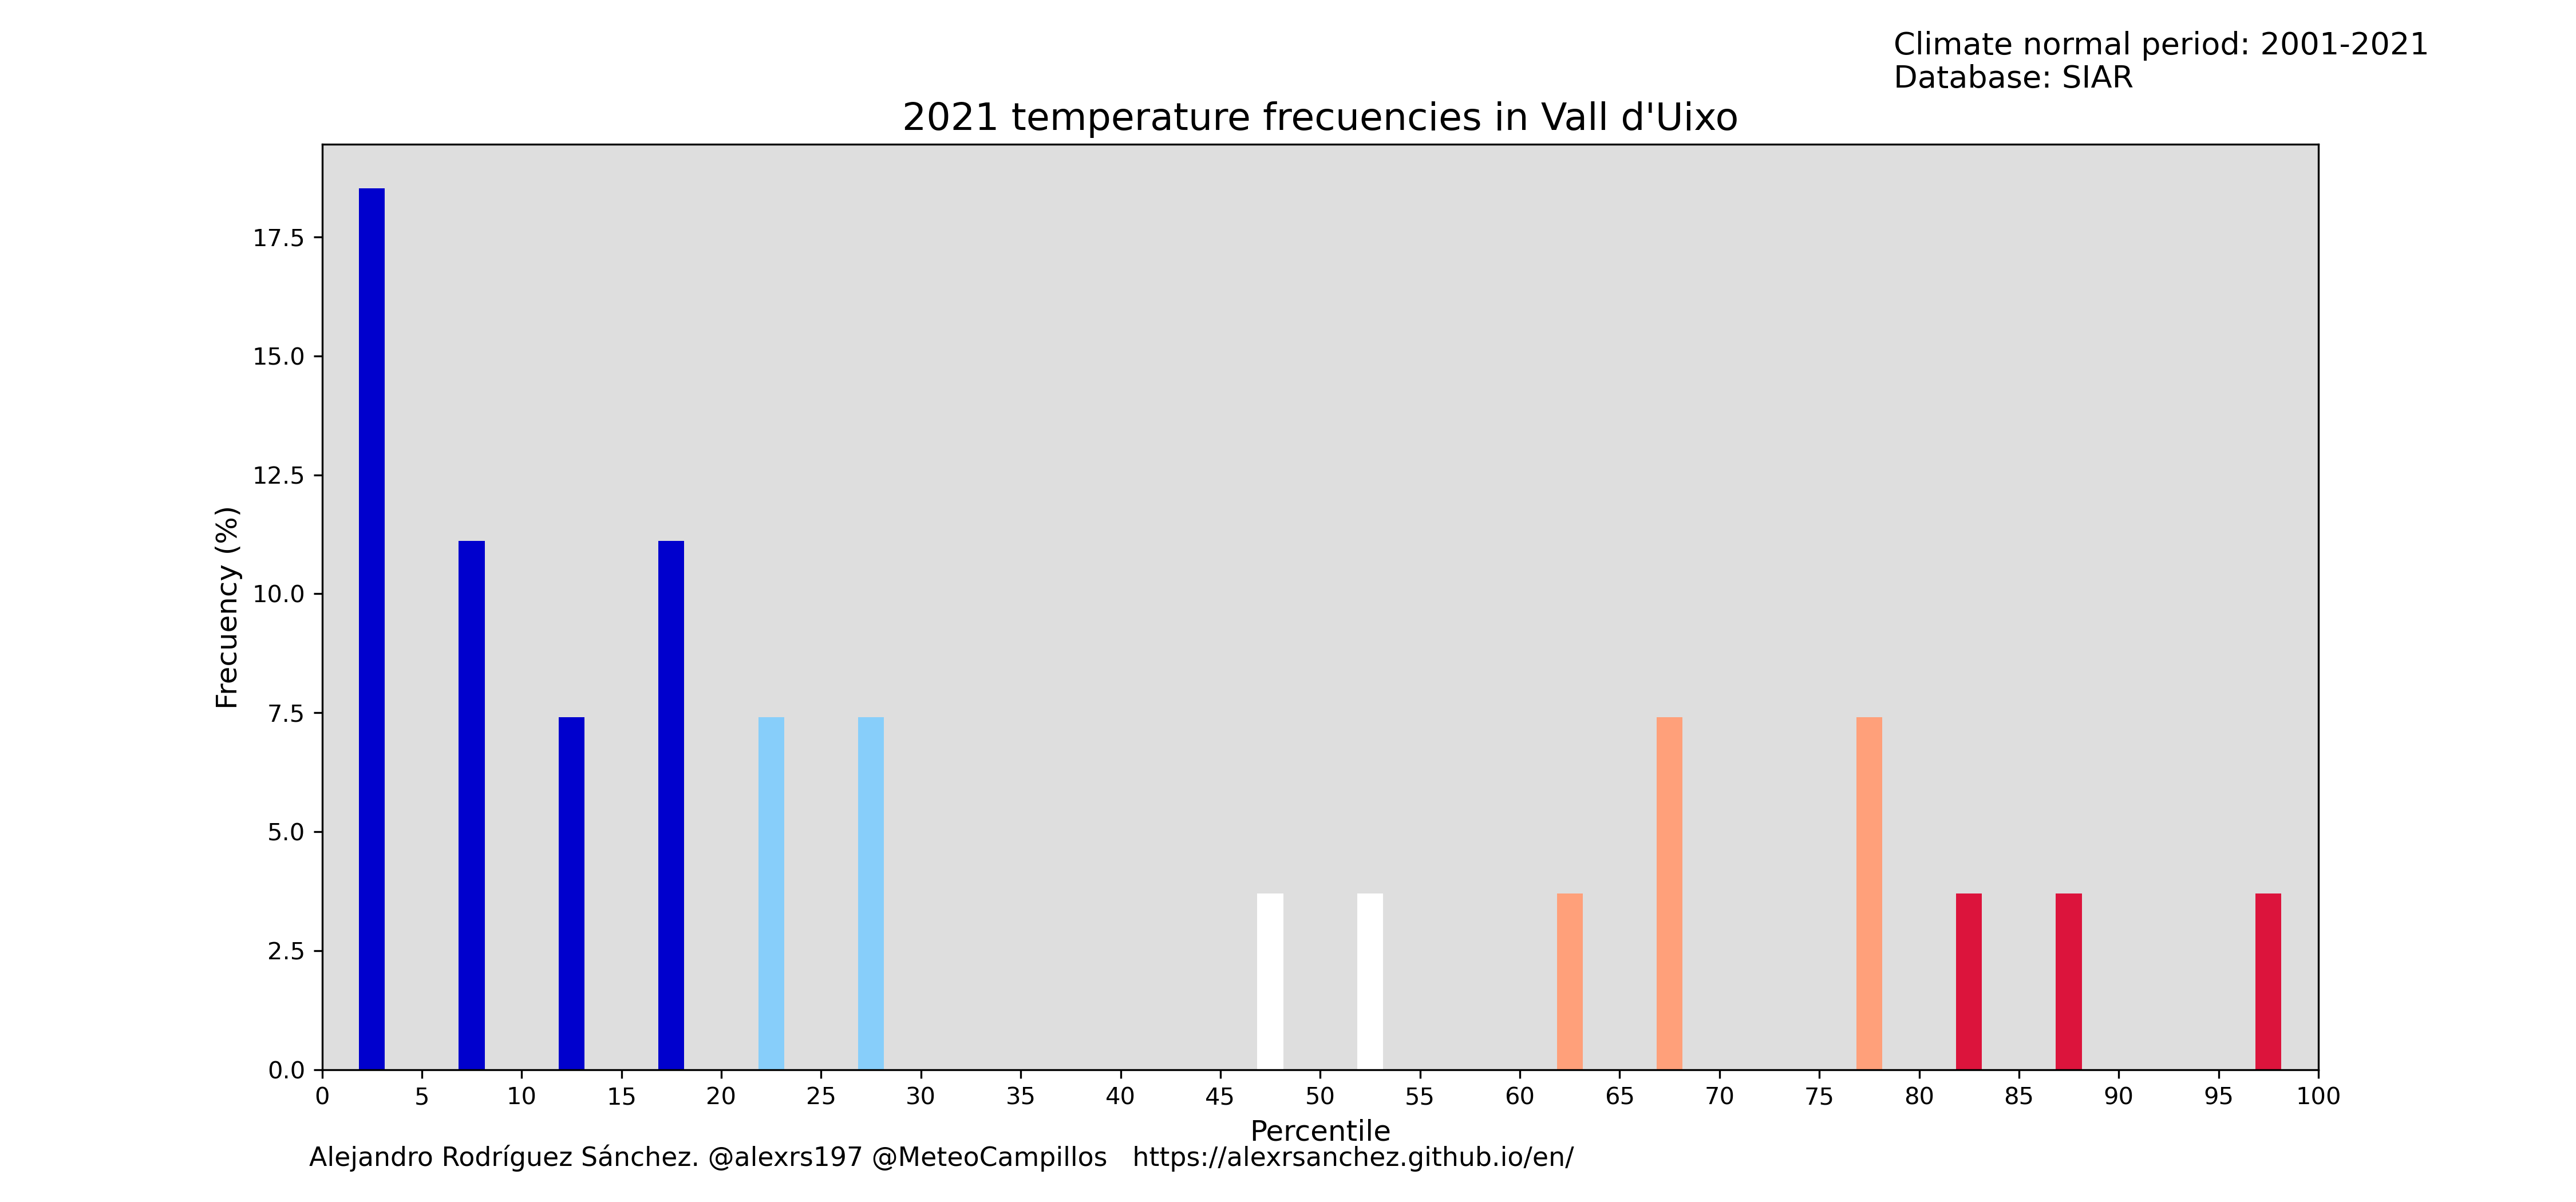 Climate normal period: 2001-2021
Database: SIAR
2021 temperature frecuencies in Vall d'Uixo
Frecuency (%)
17.5
15.0
12.5
10.0
7.5
5.0
2.5
0.0
0 5 10 15 20 25 30 35 40 45 50 55 60 65 70 75 80 85 90 95 100
Percentile
Alejandro Rodríguez Sánchez. @alexrs197 @MeteoCampillos https://alexrsanchez.github.io/en/